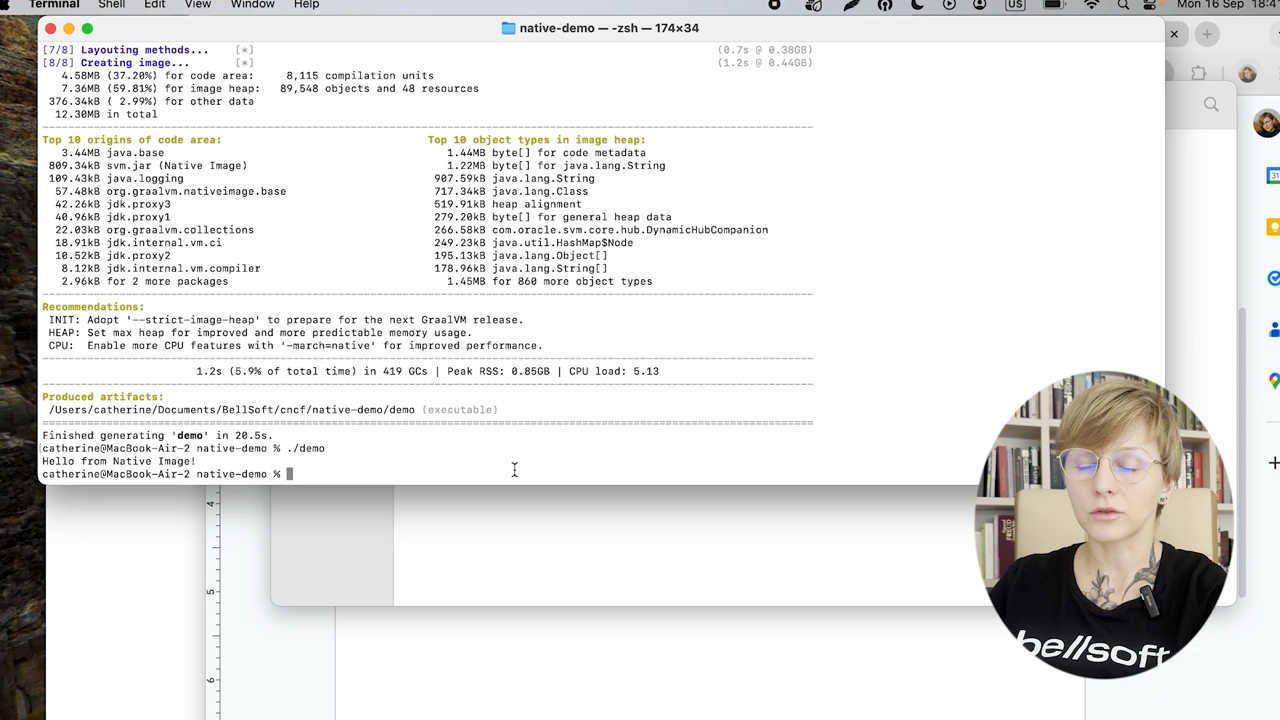 Terminal Shell Edit View Window Help US Mon 16 Sep 18:4
native-demo — -zsh — 174×34
[7/8] Layouting methods... [*] (0.7s @ 0.38GB)
[8/8] Creating image... [*] (1.2s @ 0.44GB)
4.58MB (37.20%) for code area: 8,115 compilation units
7.36MB (59.81%) for image heap: 89,548 objects and 48 resources
376.34kB ( 2.99%) for other data
12.30MB in total
Top 10 origins of code area: Top 10 object types in image heap:
3.44MB java.base 1.44MB byte[] for code metadata
809.34kB svm.jar (Native Image) 1.22MB byte[] for java.lang.String
109.43kB java.logging 907.59kB java.lang.String
57.48kB org.graalvm.nativeimage.base 717.34kB java.lang.Class
42.26kB jdk.proxy3 519.91kB heap alignment
40.96kB jdk.proxy1 279.20kB byte[] for general heap data
22.03kB org.graalvm.collections 266.58kB com.oracle.svm.core.hub.DynamicHubCompanion
18.91kB jdk.internal.vm.ci 249.23kB java.util.HashMap$Node
10.52kB jdk.proxy2 195.13kB java.lang.Object[]
8.12kB jdk.internal.vm.compiler 178.96kB java.lang.String[]
2.96kB for 2 more packages 1.45MB for 860 more object types
Recommendations:
INIT: Adopt '--strict-image-heap' to prepare for the next GraalVM release.
HEAP: Set max heap for improved and more predictable memory usage.
CPU: Enable more CPU features with '-march=native' for improved performance.
1.2s (5.9% of total time) in 419 GCs | Peak RSS: 0.85GB | CPU load: 5.13
Produced artifacts:
/Users/catherine/Documents/BellSoft/cncf/native-demo/demo (executable)
Finished generating 'demo' in 20.5s.
[catherine@MacBook-Air-2 native-demo % ./demo
Hello from Native Image!
catherine@MacBook-Air-2 native-demo %
4
5
6
31
bellsoft